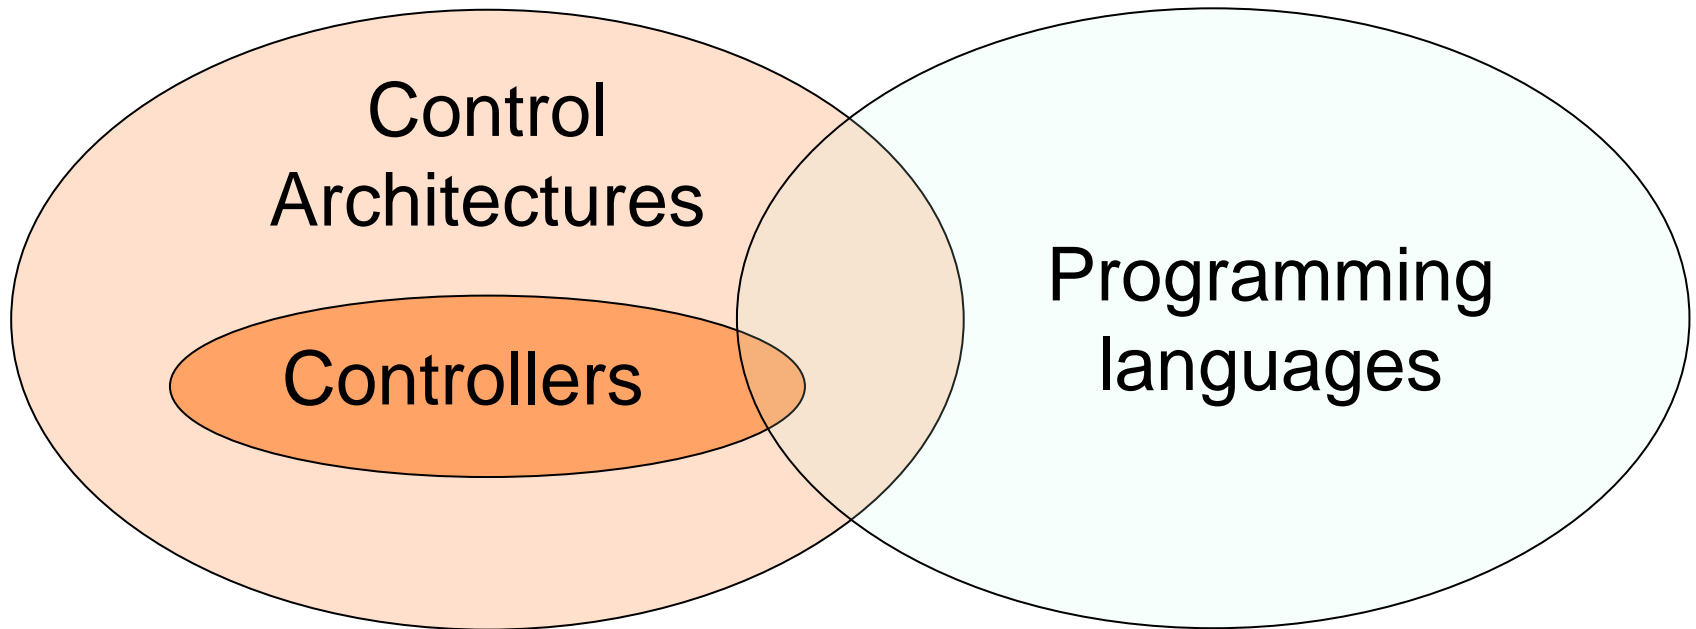 Control
Architectures
Controllers
Programming
languages